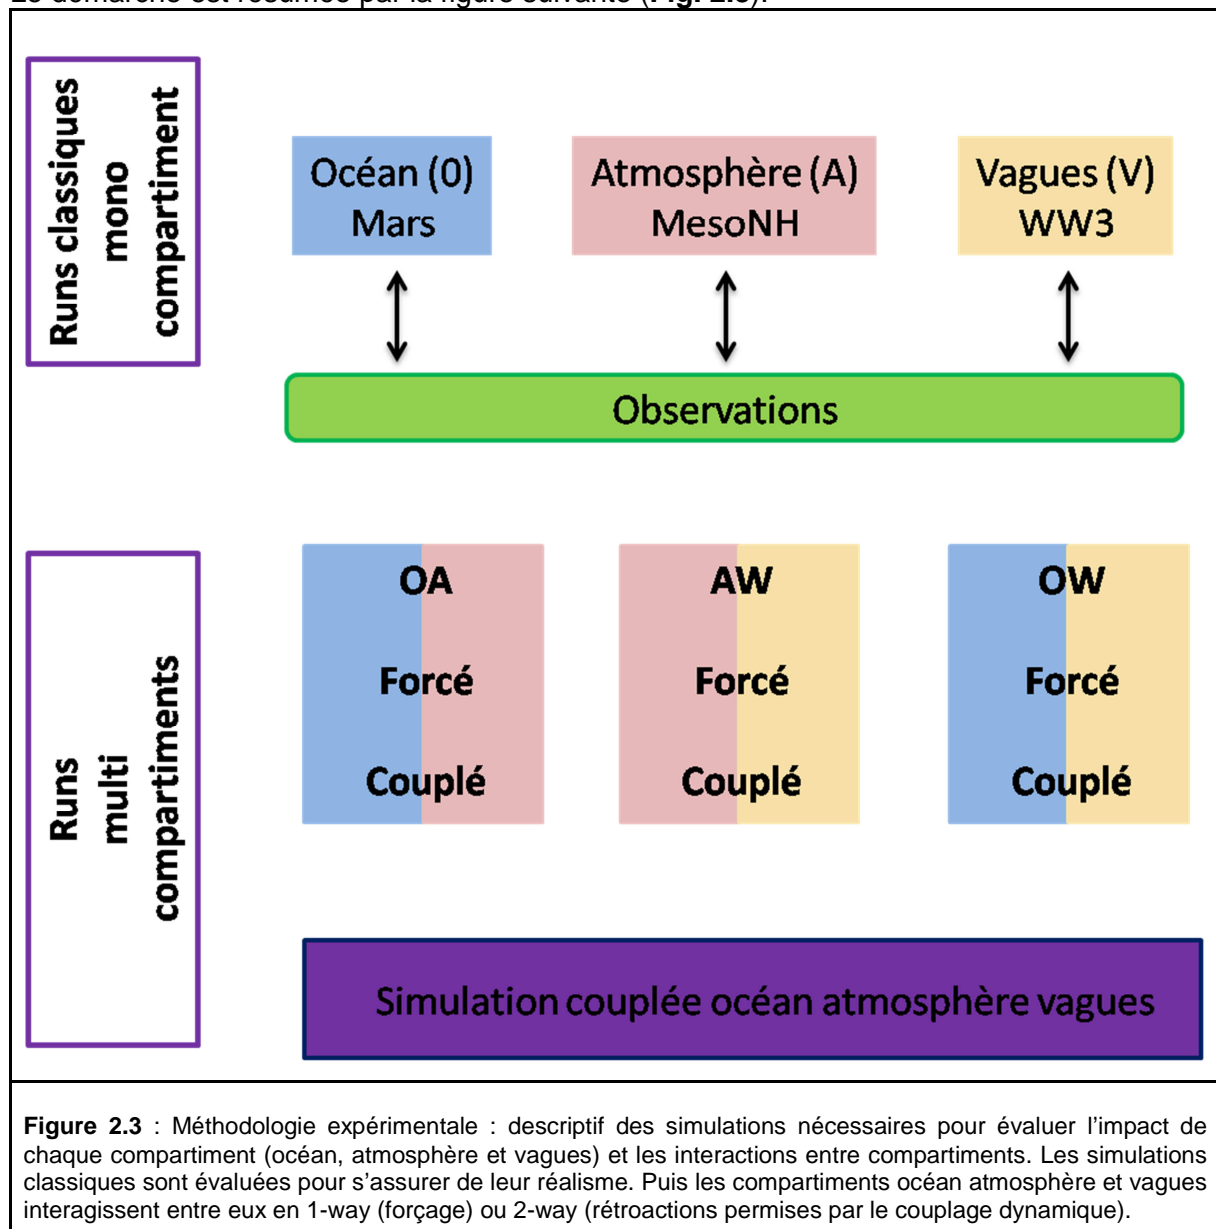 Runs classiques
mono
compartiment
Océan (0)
Mars
Atmosphère (A)
MesoNH
Vagues (V)
WW3
Observations
Runs
multi
compartiments
OA
Forcé
Couplé
AW
Forcé
Couplé
OW
Forcé
Couplé
Simulation couplée océan atmosphère vagues
Figure 2.3 : Méthodologie expérimentale : descriptif des simulations nécessaires pour évaluer l'impact de
chaque compartiment (océan, atmosphère et vagues) et les interactions entre compartiments. Les simulations
classiques sont évaluées pour s'assurer de leur réalisme. Puis les compartiments océan atmosphère et vagues
interagissent entre eux en 1-way (forçage) ou 2-way (rétroactions permises par le couplage dynamique).